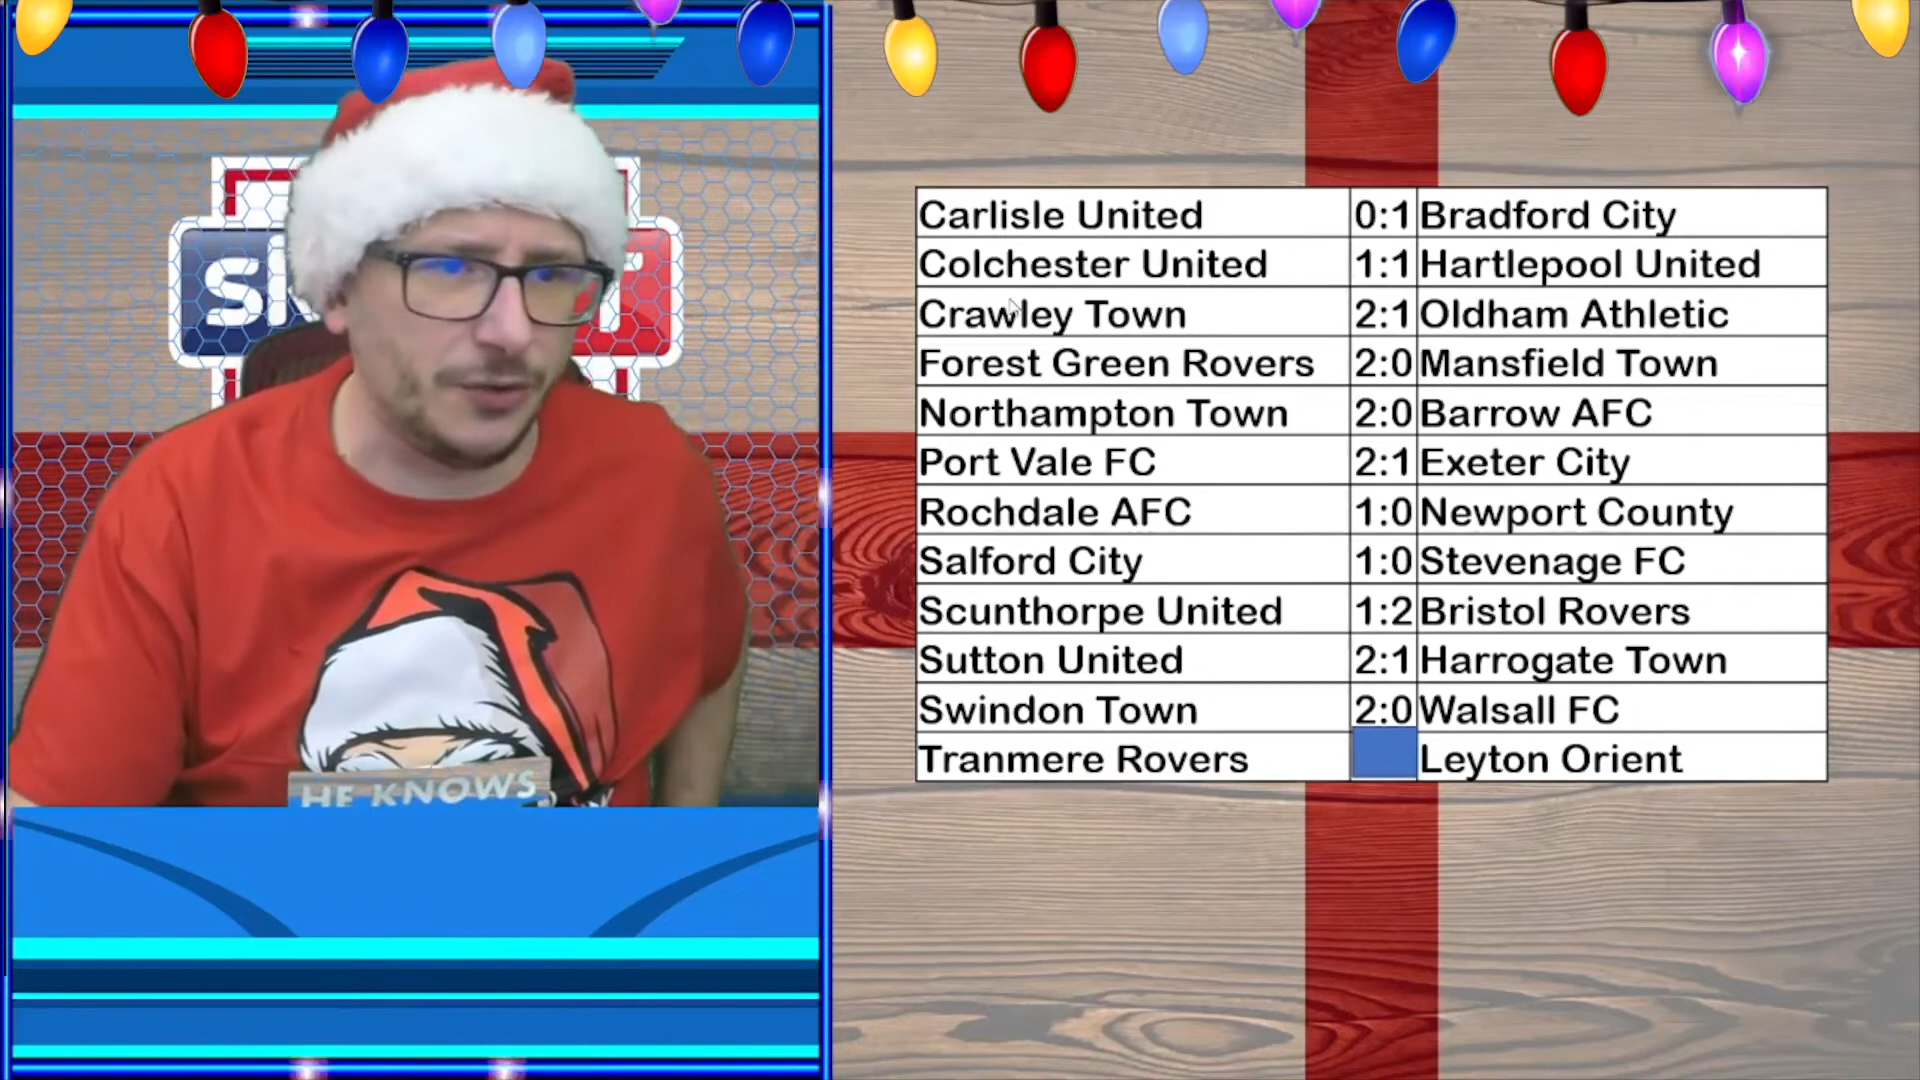 Carlisle United 0:1 Bradford City
Colchester United 1:1 Hartlepool United
Crawley Town 2:1 Oldham Athletic
Forest Green Rovers 2:0 Mansfield Town
Northampton Town 2:0 Barrow AFC
Port Vale FC 2:1 Exeter City
Rochdale AFC 1:0 Newport County
Salford City 1:0 Stevenage FC
Scunthorpe United 1:2 Bristol Rovers
Sutton United 2:1 Harrogate Town
Swindon Town 2:0 Walsall FC
Tranmere Rovers Leyton Orient
HE KNOWS